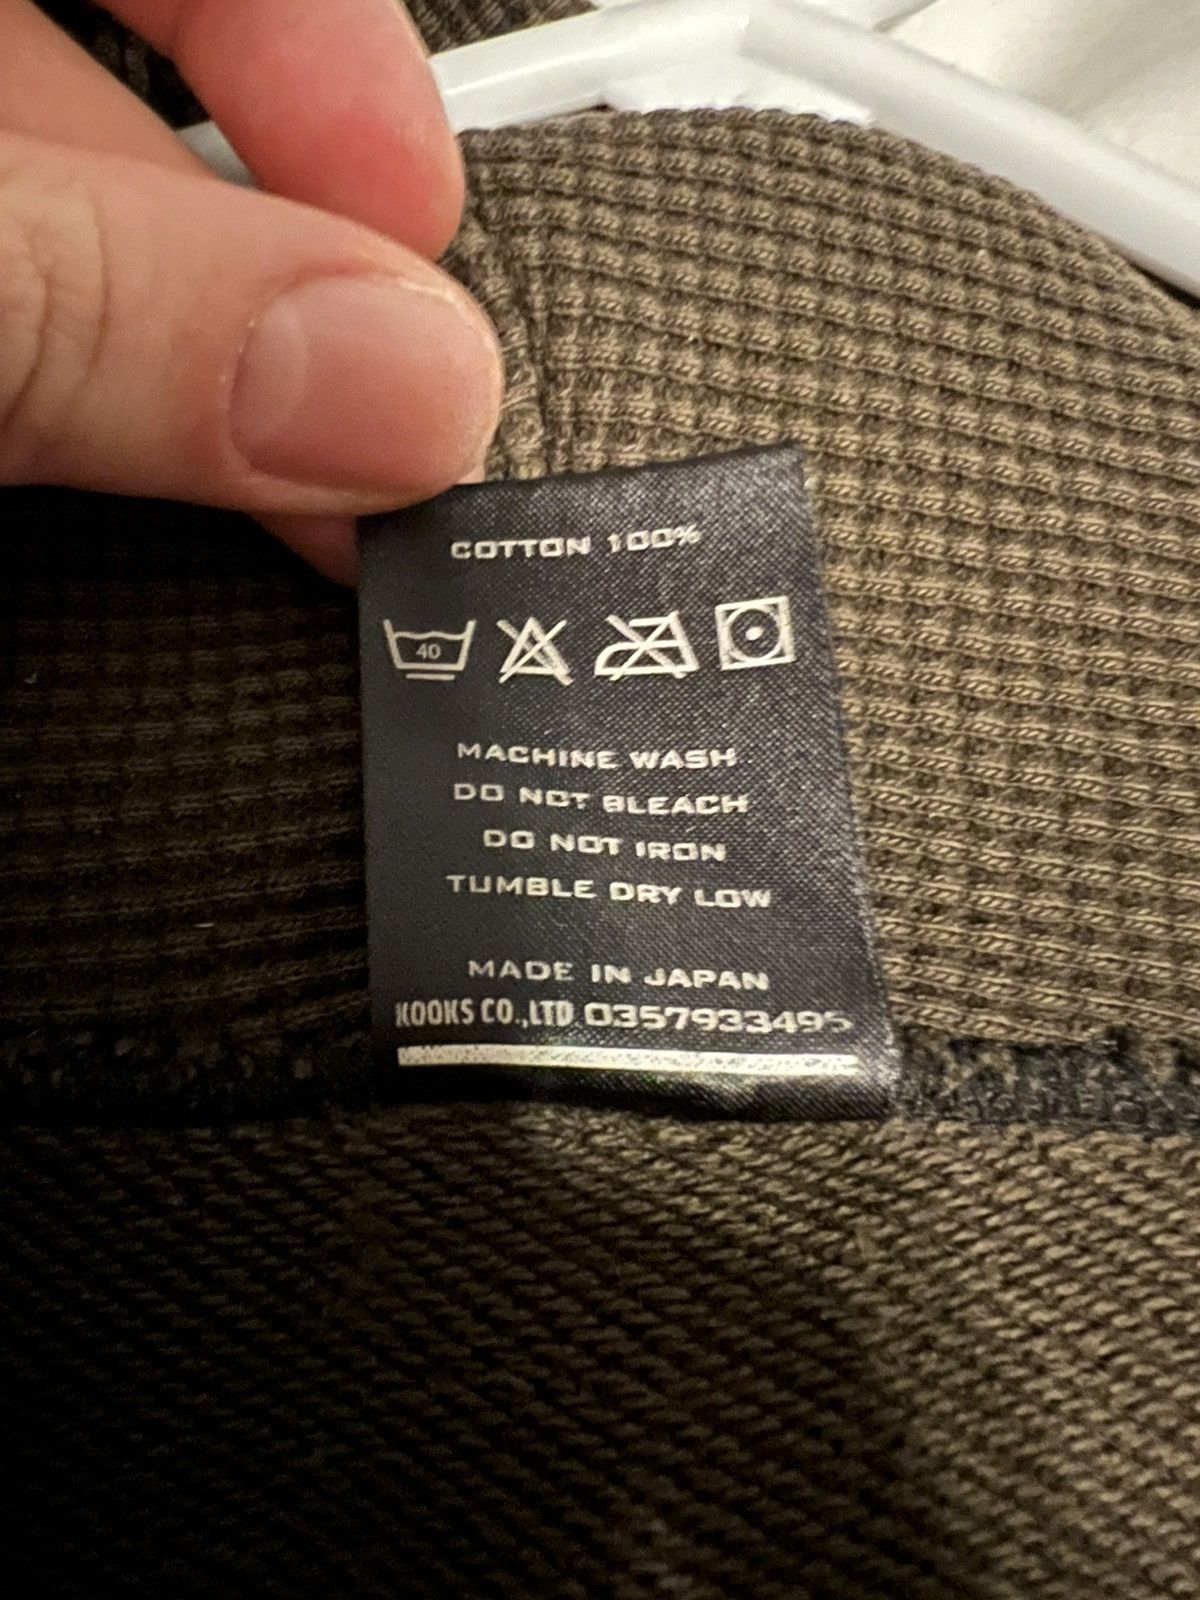 COTTON 100%
40
MACHINE WASH
DO NOT BLEACH
DO NOT IRON
TUMBLE DRY LOW
MADE IN JAPAN
KOOKS CO.,LTD 0357933495